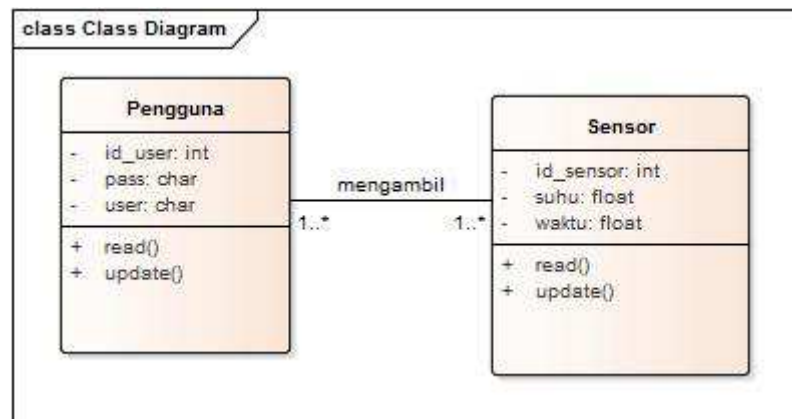 class Class Diagram
Pengguna
- id_user: int
- pass: char
- user: char
+ read()
+ update()
mengambil
1..*
1..*
Sensor
- id_sensor: int
- suhu: float
- waktu: float
+ read()
+ update()